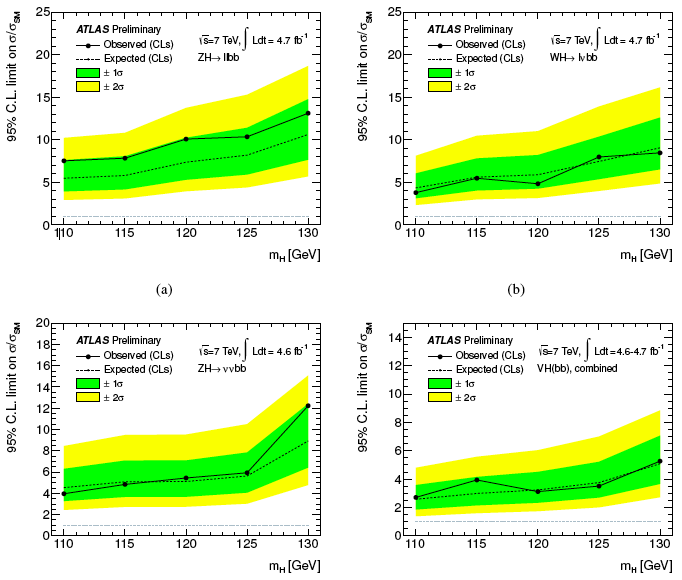 25
20
15
10
5
0
95% C.L. limit on σ/σSM
ATLAS Preliminary
Observed (CLs)
Expected (CLs)
± 1σ
± 2σ
√s=7 TeV, ∫ Ldt = 4.7 fb-1
ZH→ llbb
110 115 120 125 130
mH [GeV]
(a)
25
20
15
10
5
0
95% C.L. limit on σ/σSM
ATLAS Preliminary
Observed (CLs)
Expected (CLs)
± 1σ
± 2σ
√s=7 TeV, ∫ Ldt = 4.7 fb-1
WH→ lνbb
110 115 120 125 130
mH [GeV]
(b)
20
18
16
14
12
10
8
6
4
2
0
95% C.L. limit on σ/σSM
ATLAS Preliminary
Observed (CLs)
Expected (CLs)
± 1σ
± 2σ
√s=7 TeV, ∫ Ldt = 4.6 fb-1
ZH→ ννbb
110 115 120 125 130
mH [GeV]
14
12
10
8
6
4
2
0
95% C.L. limit on σ/σSM
ATLAS Preliminary
Observed (CLs)
Expected (CLs)
± 1σ
± 2σ
√s=7 TeV, ∫ Ldt = 4.6-4.7 fb-1
VH(bb), combined
110 115 120 125 130
mH [GeV]